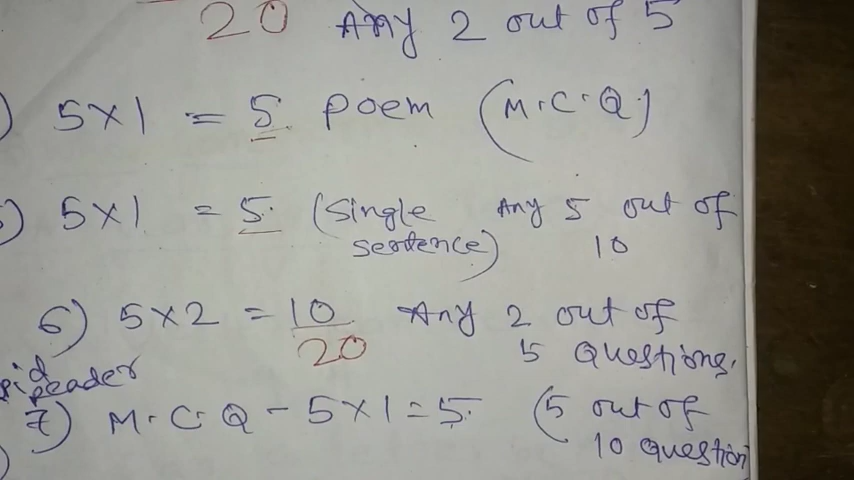 20 Any 2 out of 5
) 5×1 = 5 Poem (M.C.Q)
) 5×1 = 5. (Single Any 5 out of
sentence) 10
6) 5×2 = 10 Any 2 out of
20 5 Questions.
pid Reader
7) M.C.Q - 5×1=5. (5 out of
10 question
)